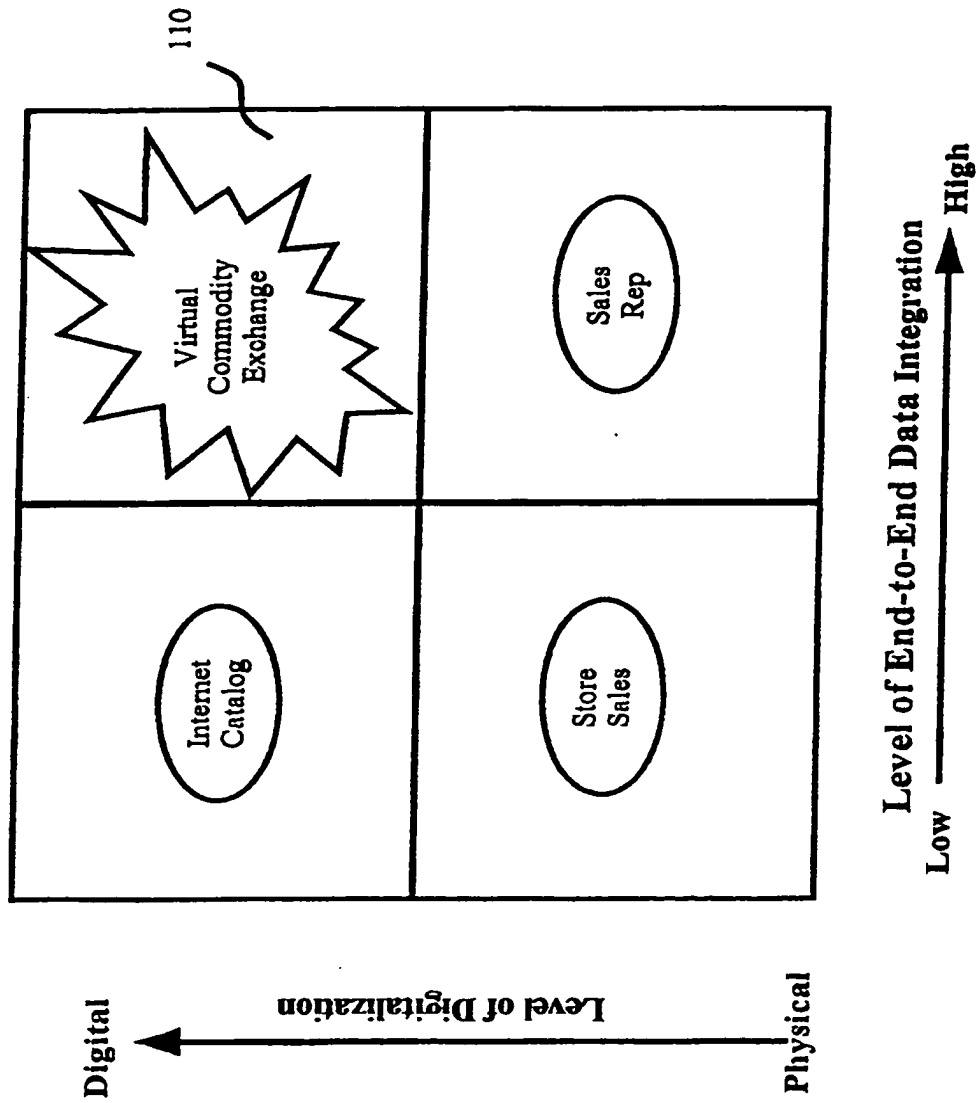 110
Digital
Level of Digitalization
Physical
Internet
Catalog
Virtual
Commodity
Exchange
Store
Sales
Sales
Rep
Low
Level of End-to-End Data Integration
High